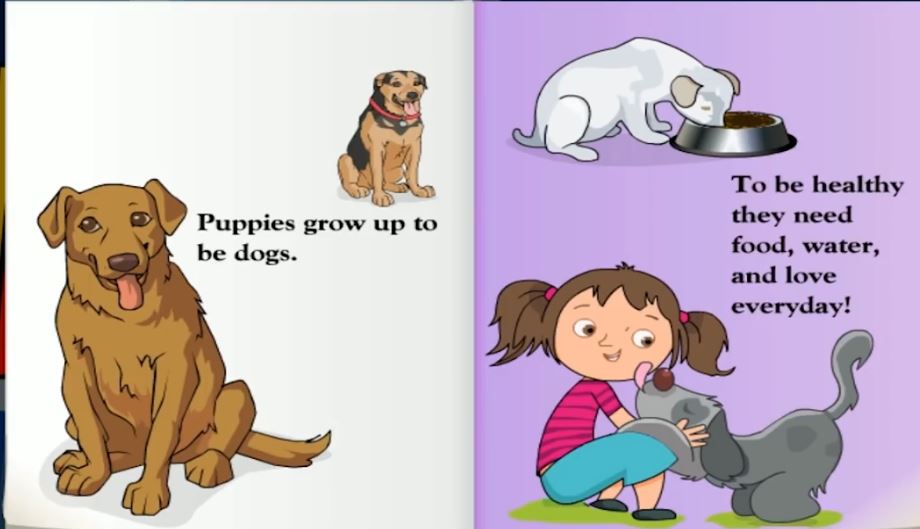 Puppies grow up to
be dogs.
To be healthy
they need
food, water,
and love
everyday!